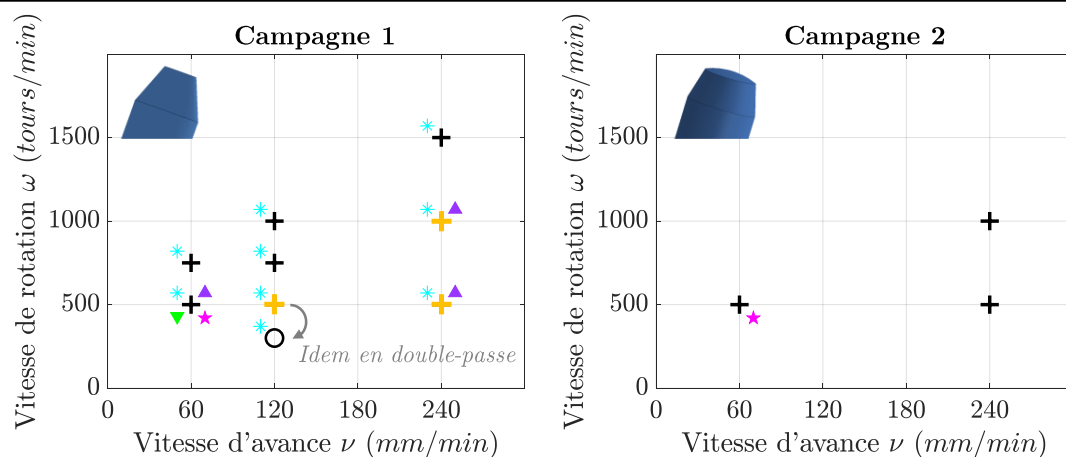 Campagne 1
Vitesse de rotation ω (tours/min)
1500
1000
500
0
Idem en double-passe
0 60 120 180 240
Vitesse d'avance ν (mm/min)
Campagne 2
Vitesse de rotation ω (tours/min)
1500
1000
500
0
0 60 120 180 240
Vitesse d'avance ν (mm/min)